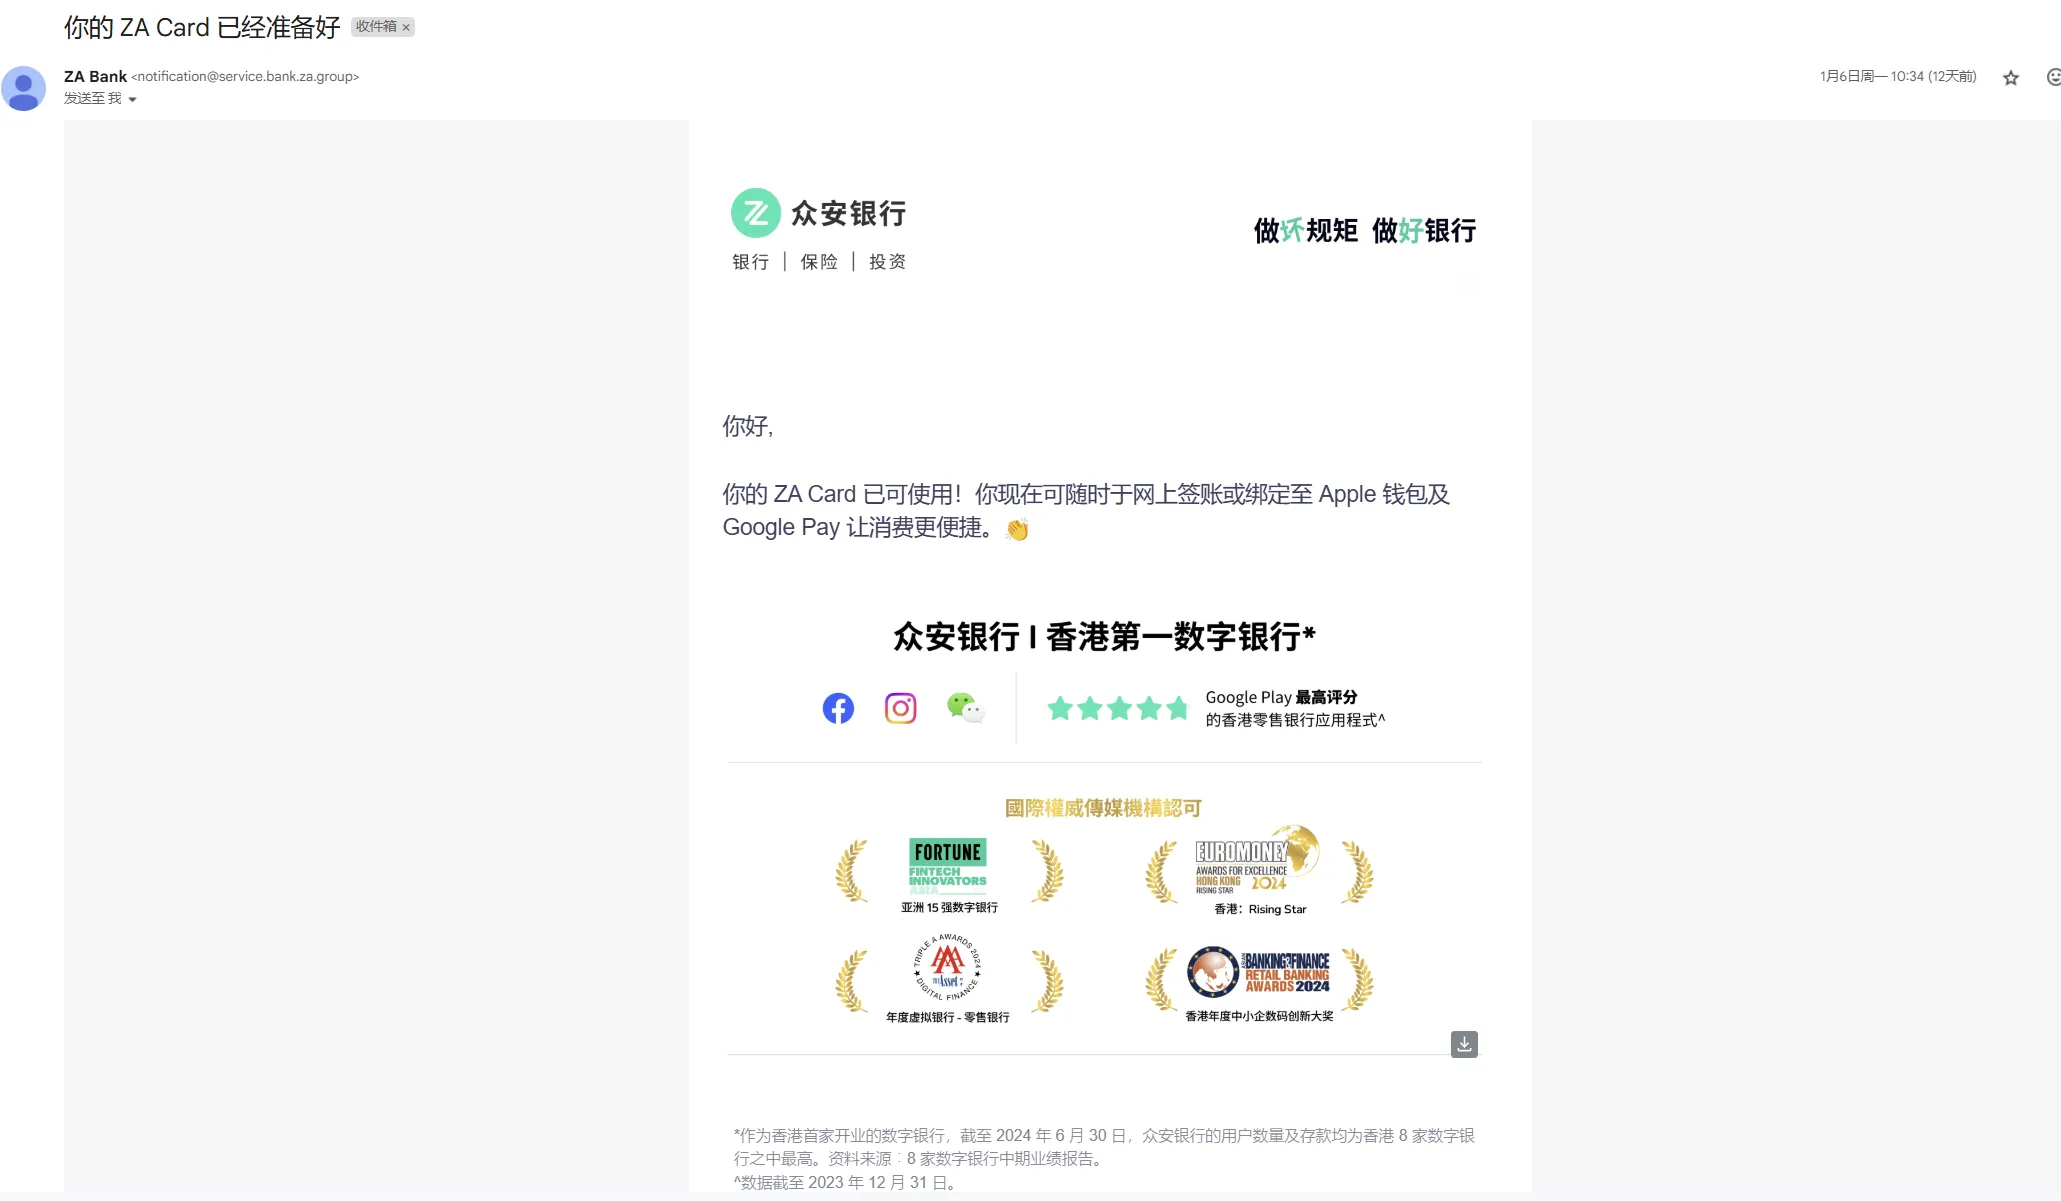 你的 ZA Card 已经准备好 收件箱 ×
ZA Bank <notification@service.bank.za.group>
1月6日周一 10:34 (12天前)
发送至 我
众安银行
做坏规矩 做好银行
银行 | 保险 | 投资
你好,
你的 ZA Card 已可使用！你现在可随时于网上签账或绑定至 Apple 钱包及
Google Pay 让消费更便捷。👏
众安银行 I 香港第一数字银行*
Google Play 最高评分
的香港零售银行应用程式^
國際權威傳媒機構認可
FORTUNE
FINTECH
INNOVATORS
ASIA
亚洲 15 强数字银行
EUROMONEY
AWARDS FOR EXCELLENCE
HONG KONG
RISING STAR
2024
香港：Rising Star
TRIPLE A AWARDS 2024
AAA
The Asset
DIGITAL FINANCE
年度虚拟银行 - 零售银行
BANKING & FINANCE
RETAIL BANKING
AWARDS 2024
香港年度中小企数码创新大奖
*作为香港首家开业的数字银行，截至 2024 年 6 月 30 日，众安银行的用户数量及存款均为香港 8 家数字银
行之中最高。资料来源：8 家数字银行中期业绩报告。
^数据截至 2023 年 12 月 31 日。